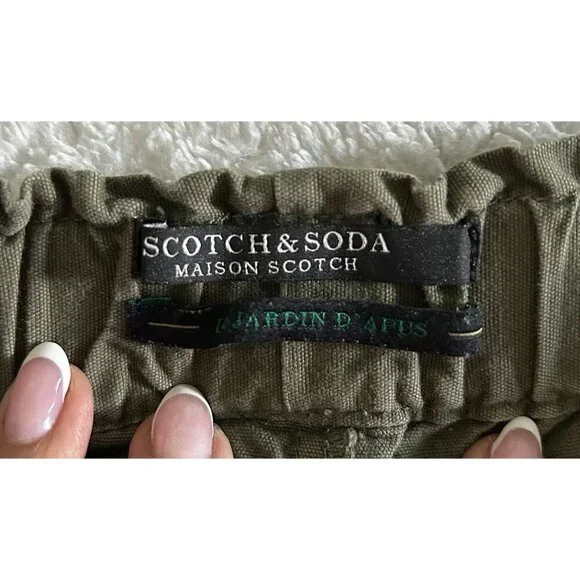 SCOTCH & SODA
MAISON SCOTCH
JARDIN D'APUS